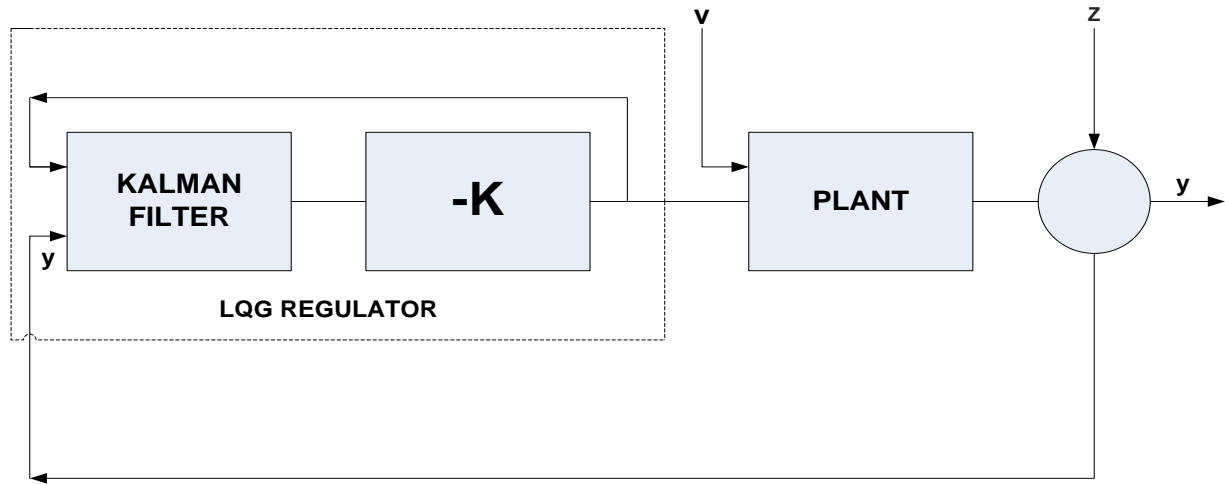 v
z
KALMAN
FILTER
-K
PLANT
y
y
LQG REGULATOR